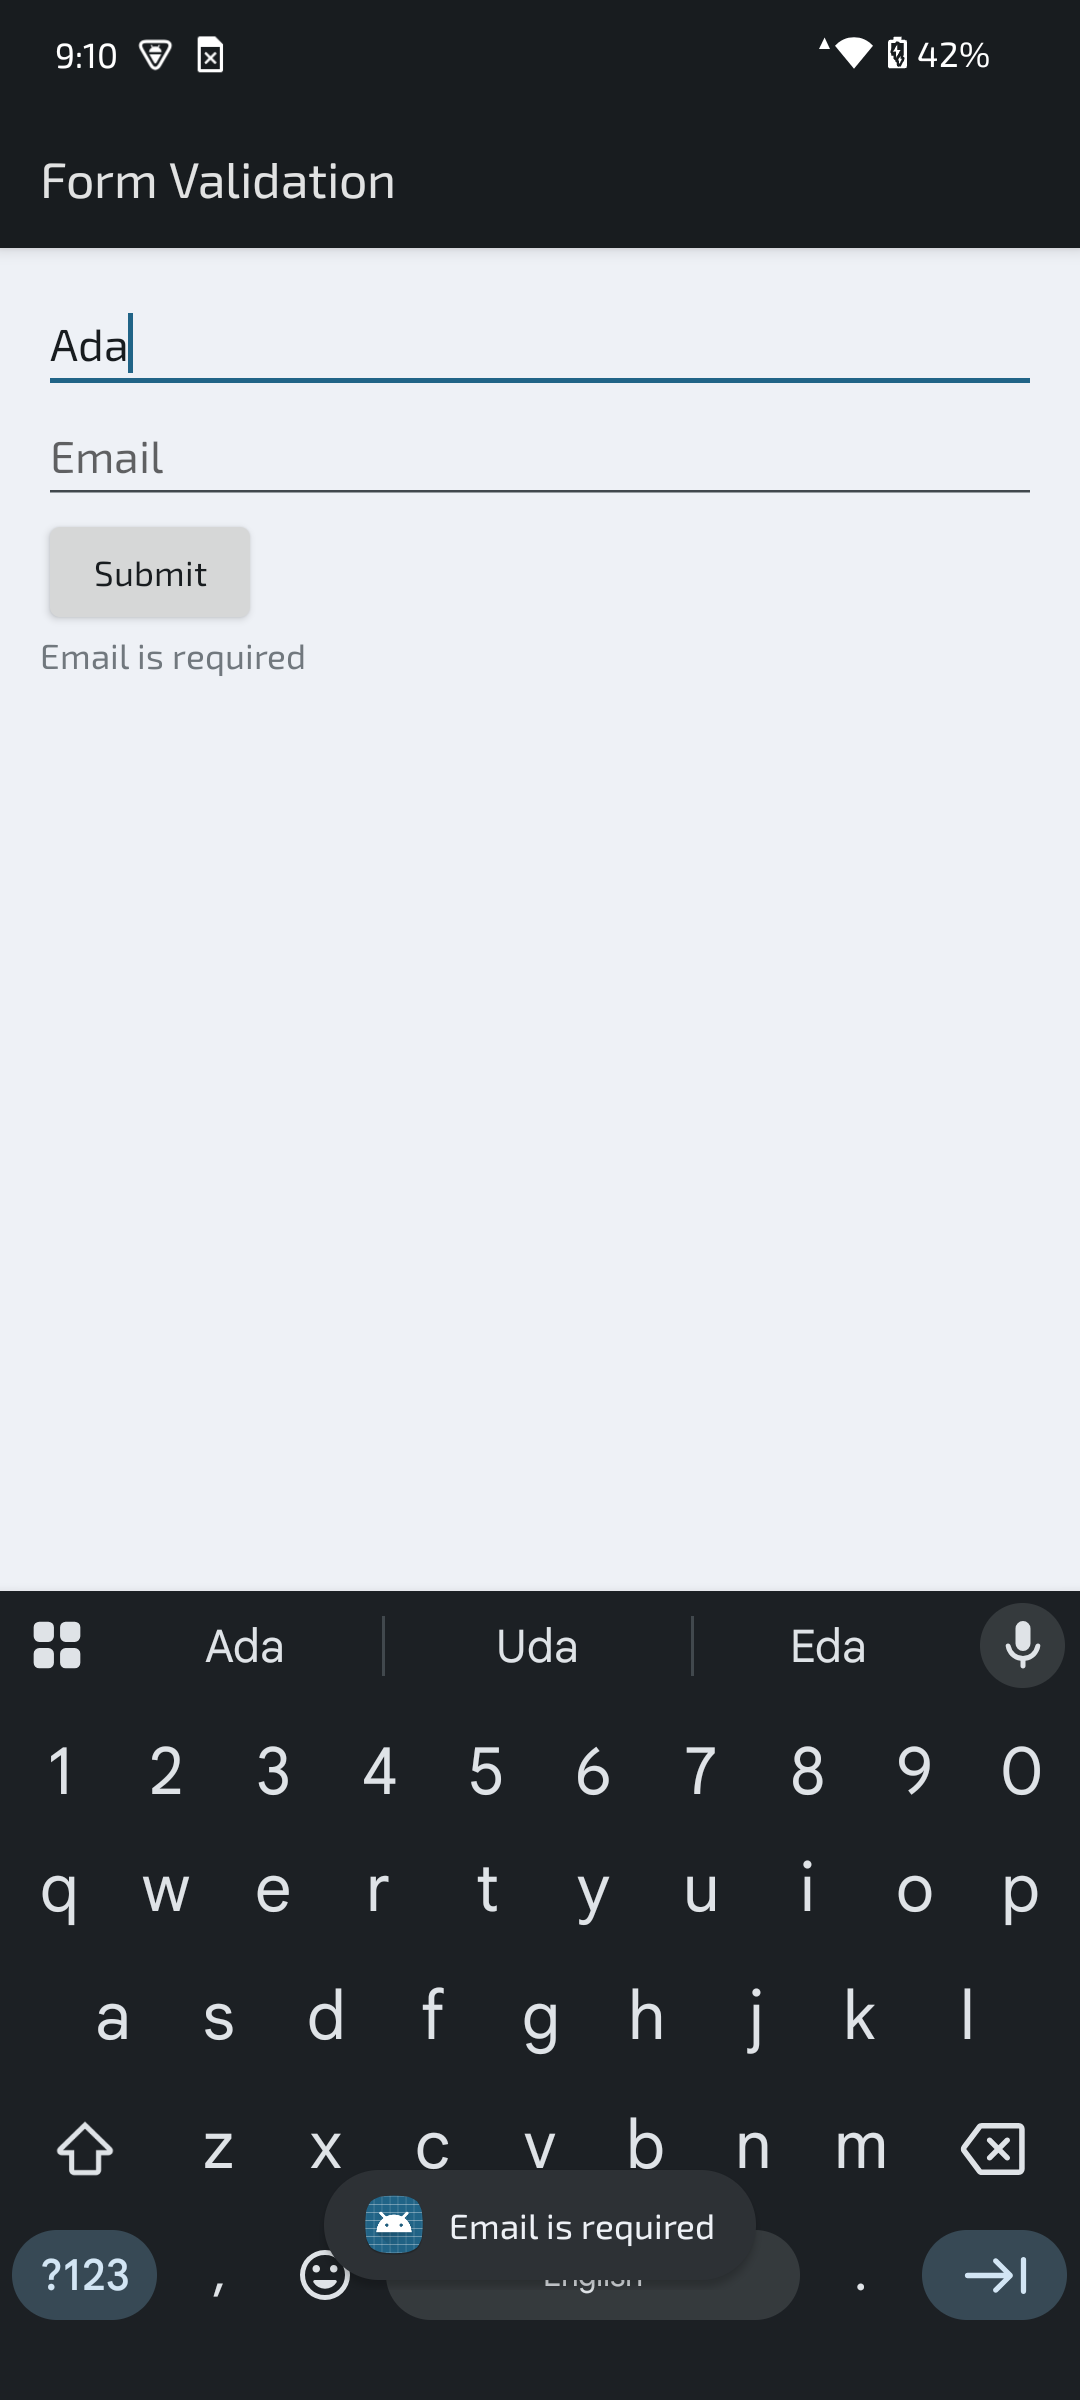 9:10 42%
Form Validation
Ada
Email
Submit
Email is required
Ada Uda Eda
1 2 3 4 5 6 7 8 9 0
q w e r t y u i o p
a s d f g h j k l
z x c v b n m
Email is required
?123 , English .